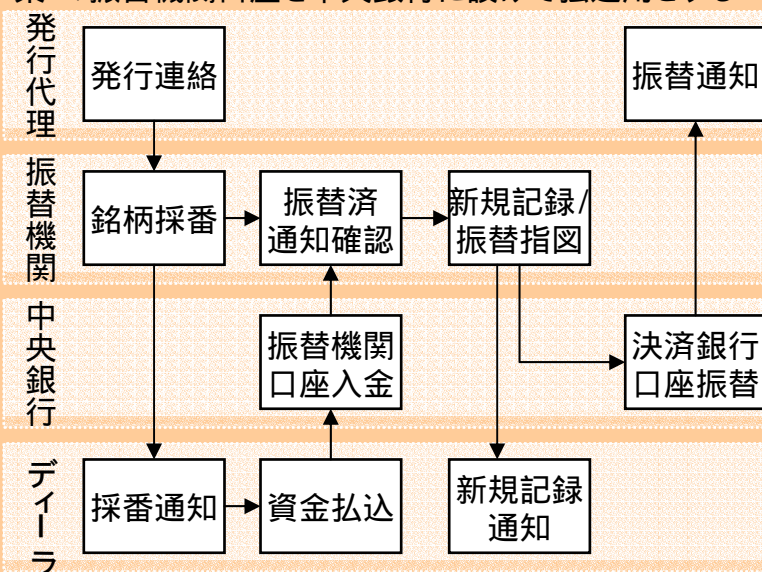 発行代理
発行連絡
振替通知
振替機関
銘柄採番
振替済
通知確認
新規記録/
振替指図
中央銀行
振替機関
口座入金
決済銀行
口座振替
ディーラ
採番通知
資金払込
新規記録
通知